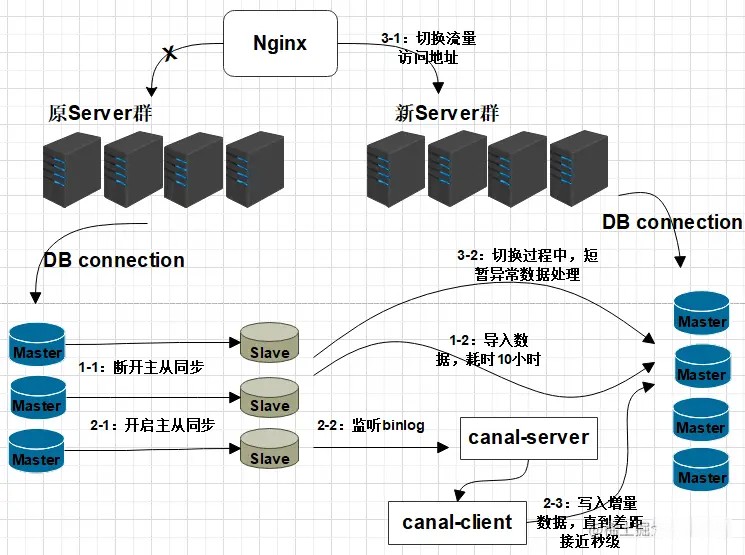 Nginx
3-1：切换流量
访问地址
原Server群
新Server群
DB connection
DB connection
3-2：切换过程中，短
暂异常数据处理
Master
Slave
Master
1-1：断开主从同步
1-2：导入数
据，耗时10小时
Master
Master
Slave
2-1：开启主从同步
2-2：监听binlog
canal-server
Master
Master
Slave
Master
canal-client
2-3：写入增量
数据，直到差距
接近秒级